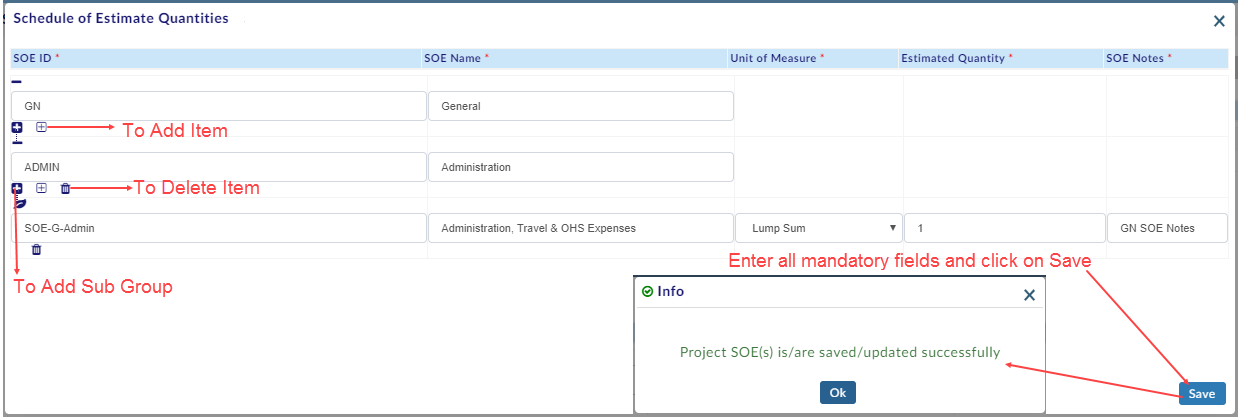 Schedule of Estimate Quantities
SOE ID * SOE Name * Unit of Measure * Estimated Quantity * SOE Notes *
GN General
To Add Item
ADMIN Administration
To Delete Item
SOE-G-Admin Administration, Travel & OHS Expenses Lump Sum 1 GN SOE Notes
Enter all mandatory fields and click on Save
To Add Sub Group
Info
Project SOE(s) is/are saved/updated successfully
Ok
Save